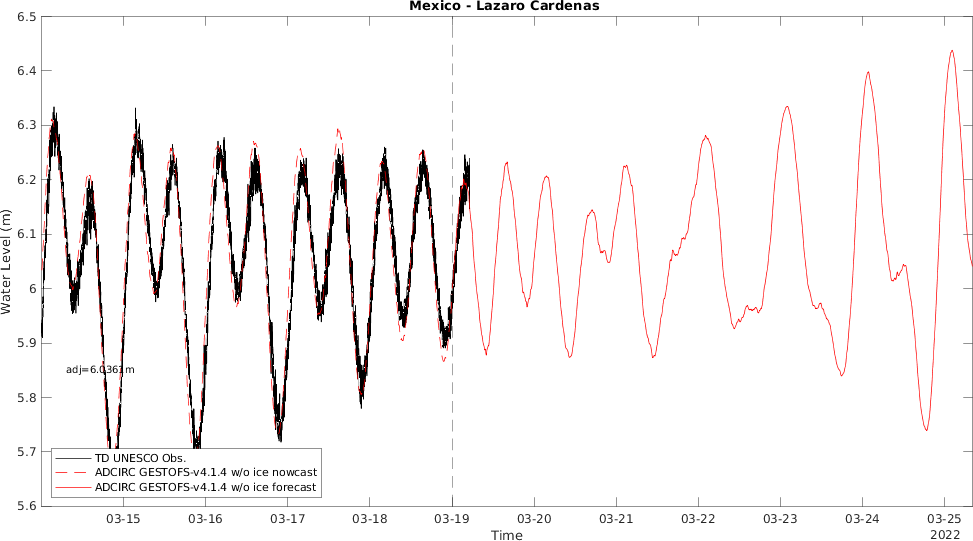 Mexico - Lazaro Cardenas
6.5
6.4
6.3
6.2
6.1
6
5.9
5.8
5.7
5.6
Water Level (m)
adj=6.0361m
TD UNESCO Obs.
ADCIRC GESTOFS-v4.1.4 w/o ice nowcast
ADCIRC GESTOFS-v4.1.4 w/o ice forecast
03-15 03-16 03-17 03-18 03-19 03-20 03-21 03-22 03-23 03-24 03-25
2022
Time